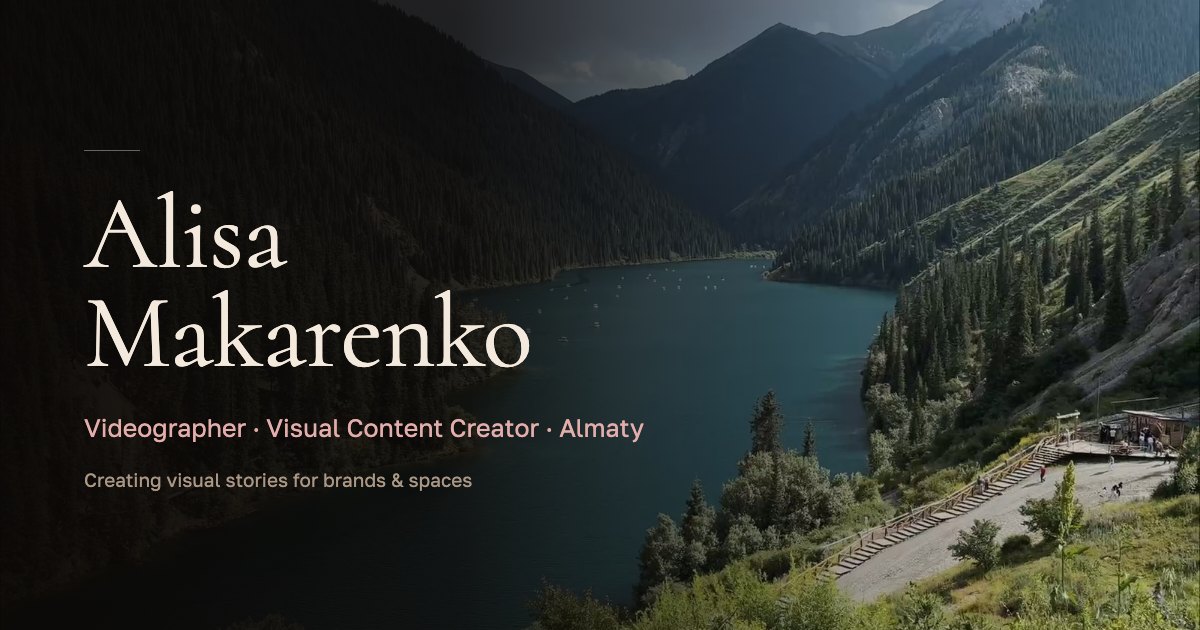 Alisa
Makarenko
Videographer · Visual Content Creator · Almaty
Creating visual stories for brands & spaces